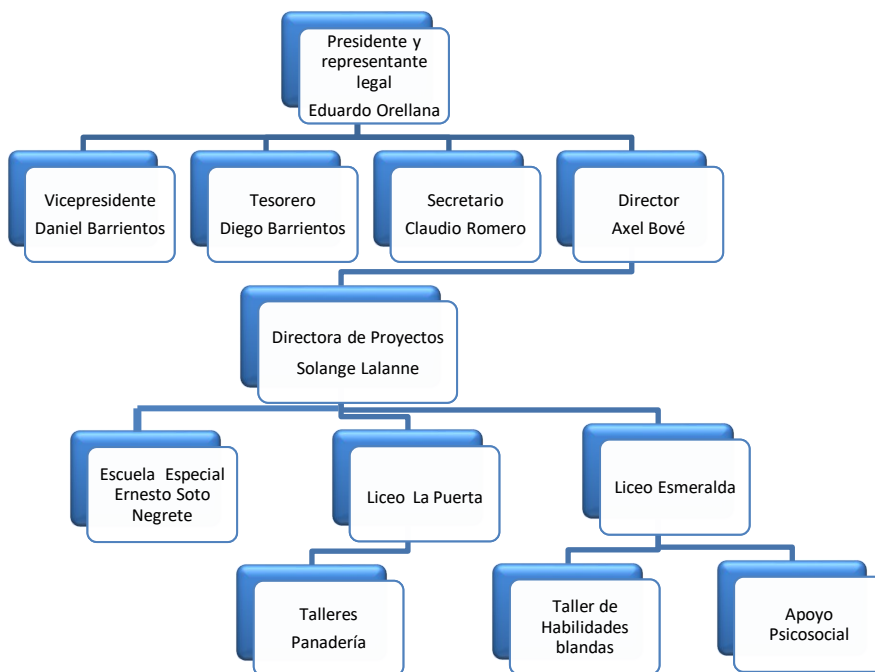 Presidente y
representante
legal
Eduardo Orellana
Vicepresidente
Daniel Barrientos
Tesorero
Diego Barrientos
Secretario
Claudio Romero
Director
Axel Bové
Directora de Proyectos
Solange Lalanne
Escuela Especial
Ernesto Soto
Negrete
Liceo La Puerta
Liceo Esmeralda
Talleres
Panadería
Taller de
Habilidades
blandas
Apoyo
Psicosocial